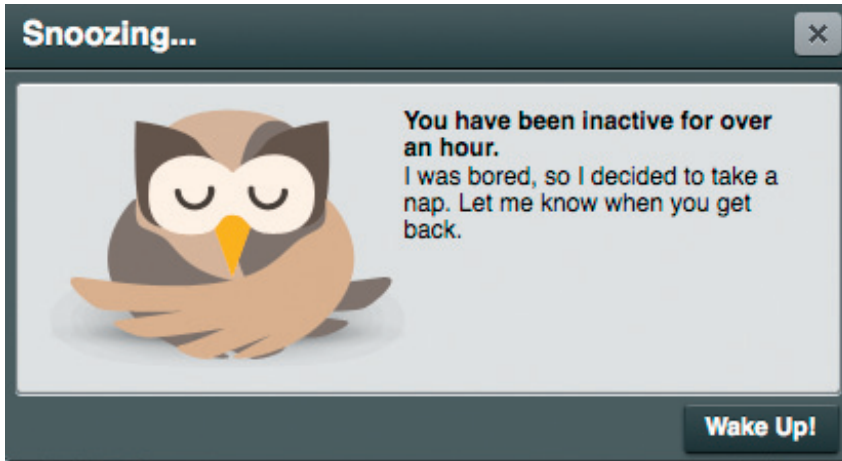 Snoozing...
You have been inactive for over
an hour.
I was bored, so I decided to take a
nap. Let me know when you get
back.
Wake Up!